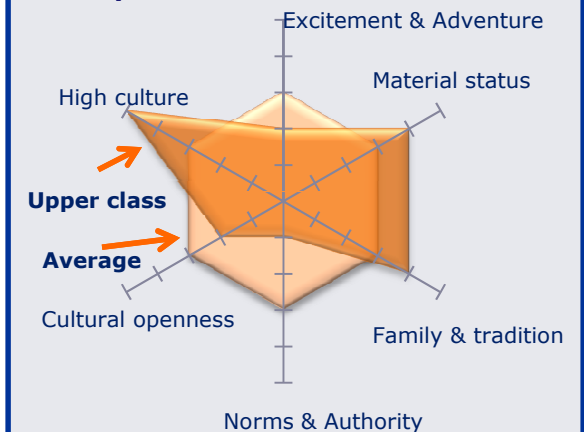 Excitement & Adventure
Material status
High culture
Upper class
Average
Cultural openness
Family & tradition
Norms & Authority